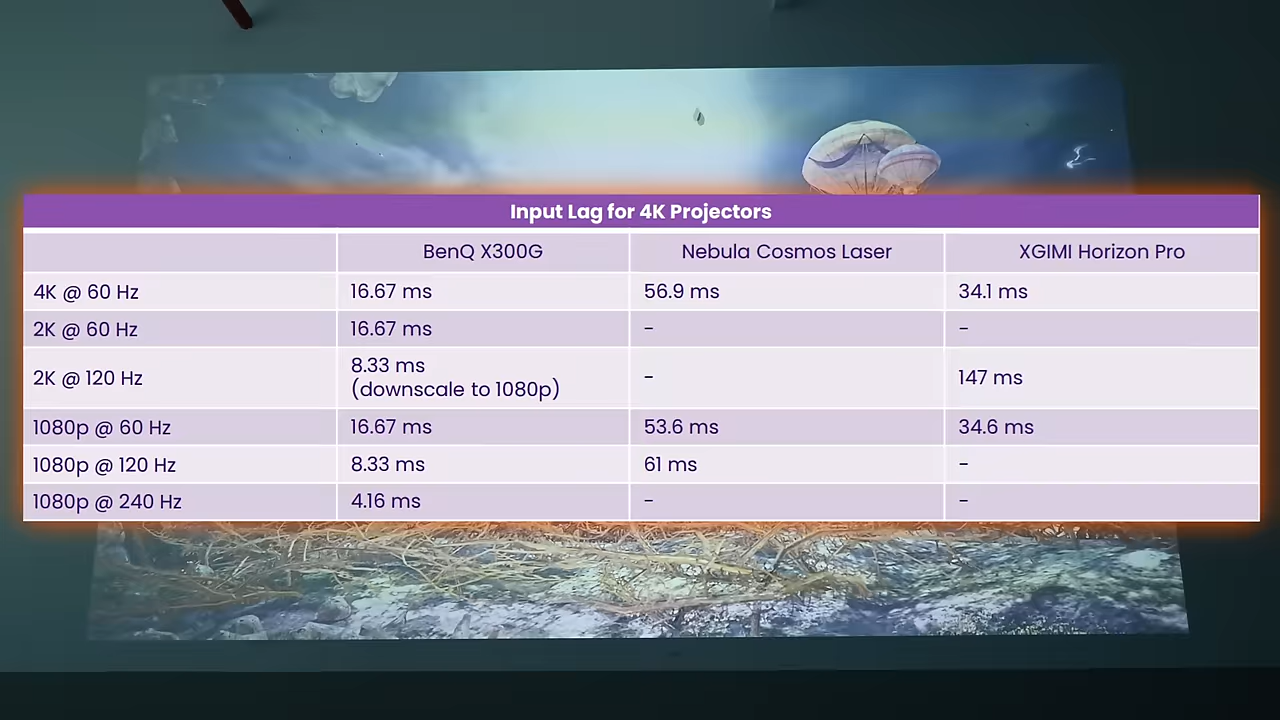 Input Lag for 4K Projectors
BenQ X300G Nebula Cosmos Laser XGIMI Horizon Pro
4K @ 60 Hz 16.67 ms 56.9 ms 34.1 ms
2K @ 60 Hz 16.67 ms - -
2K @ 120 Hz 8.33 ms (downscale to 1080p) - 147 ms
1080p @ 60 Hz 16.67 ms 53.6 ms 34.6 ms
1080p @ 120 Hz 8.33 ms 61 ms -
1080p @ 240 Hz 4.16 ms - -